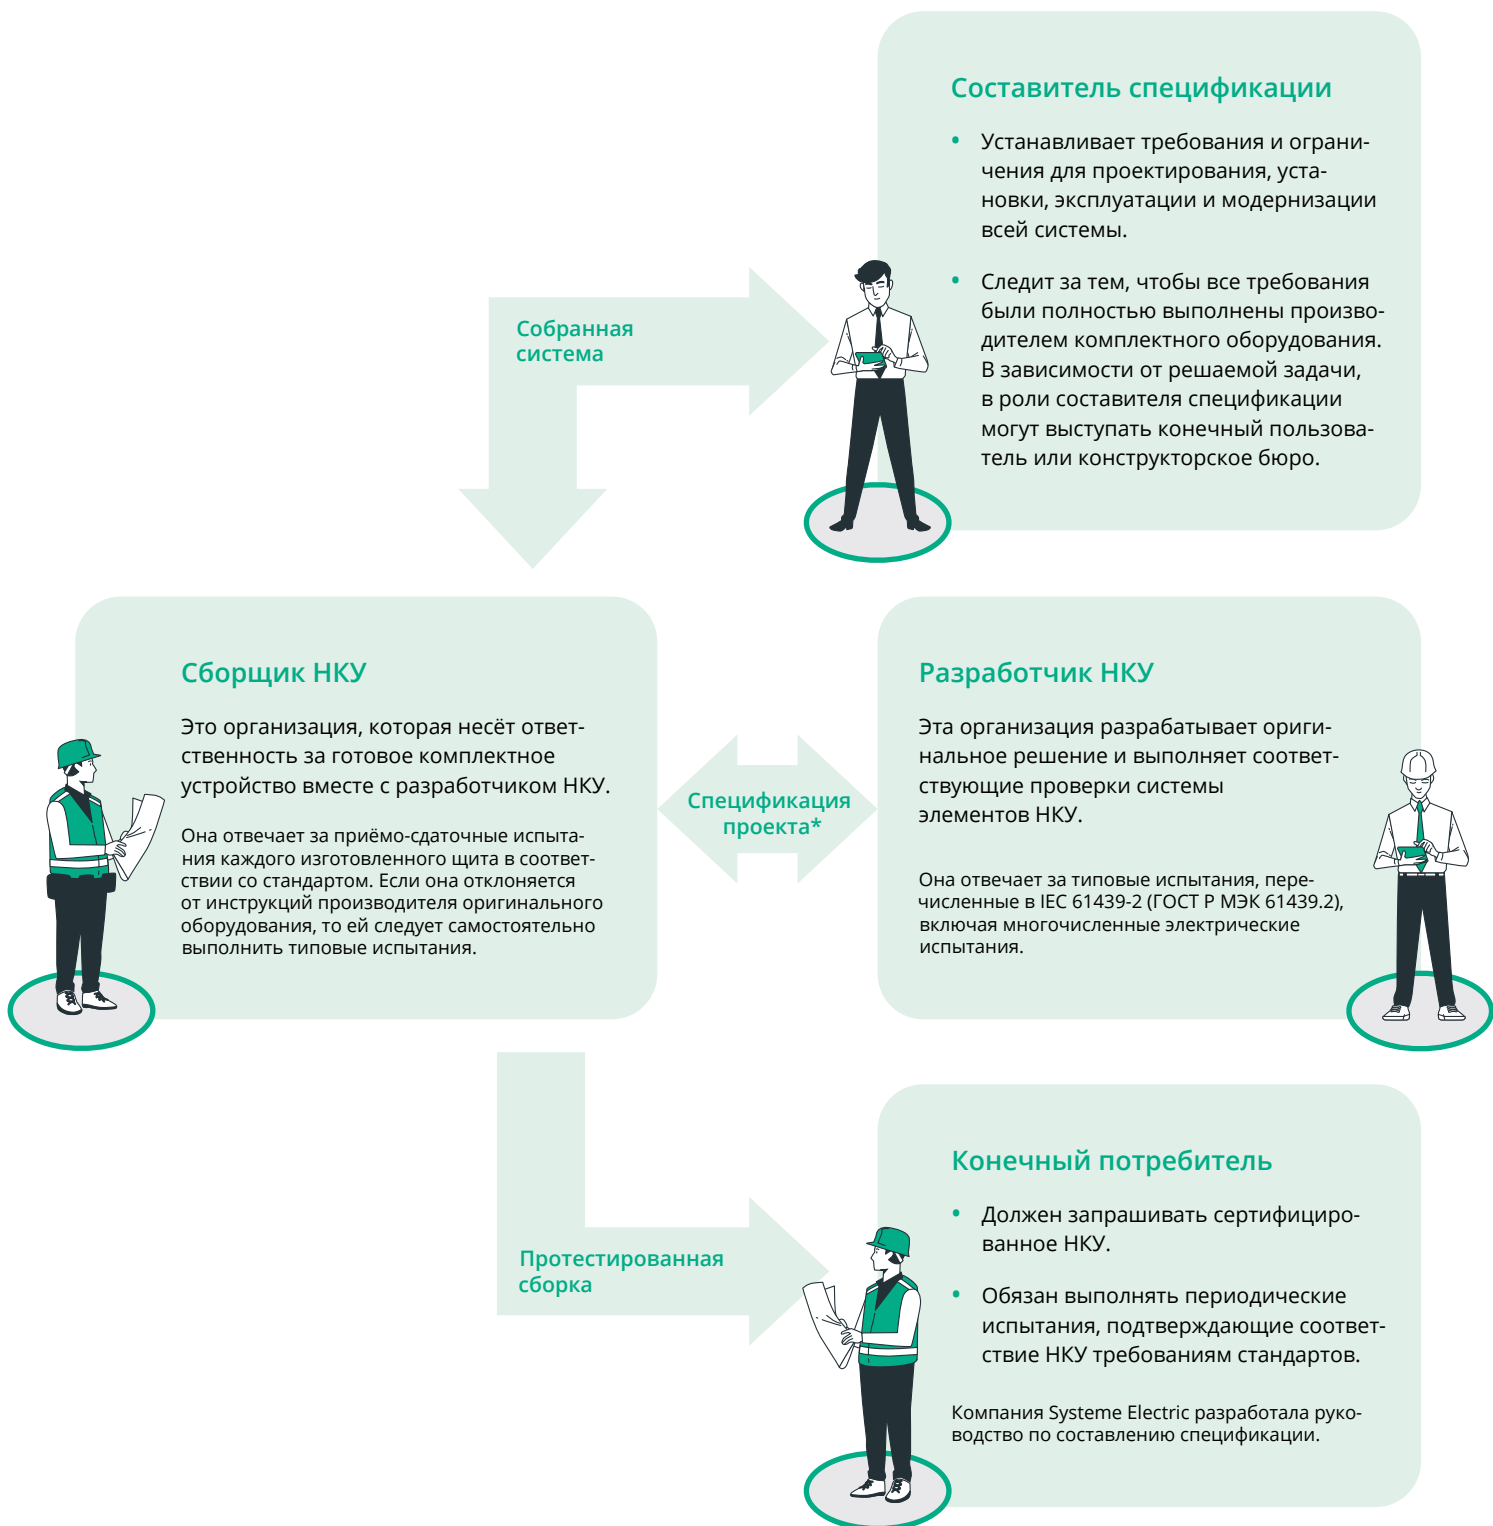 Составитель спецификации
• Устанавливает требования и ограни-
чения для проектирования, уста-
новки, эксплуатации и модернизации
всей системы.
• Следит за тем, чтобы все требования
были полностью выполнены произво-
дителем комплектного оборудования.
В зависимости от решаемой задачи,
в роли составителя спецификации
могут выступать конечный пользова-
тель или конструкторское бюро.
Собранная
система
Сборщик НКУ
Это организация, которая несёт ответ-
ственность за готовое комплектное
устройство вместе с разработчиком НКУ.
Она отвечает за приёмо-сдаточные испыта-
ния каждого изготовленного щита в соответ-
ствии со стандартом. Если она отклоняется
от инструкций производителя оригинального
оборудования, то ей следует самостоятельно
выполнить типовые испытания.
Спецификация
проекта*
Разработчик НКУ
Эта организация разрабатывает ориги-
нальное решение и выполняет соответ-
ствующие проверки системы
элементов НКУ.
Она отвечает за типовые испытания, пере-
численные в IEC 61439-2 (ГОСТ Р МЭК 61439.2),
включая многочисленные электрические
испытания.
Протестированная
сборка
Конечный потребитель
• Должен запрашивать сертифициро-
ванное НКУ.
• Обязан выполнять периодические
испытания, подтверждающие соответ-
ствие НКУ требованиям стандартов.
Компания Systeme Electric разработала руко-
водство по составлению спецификации.